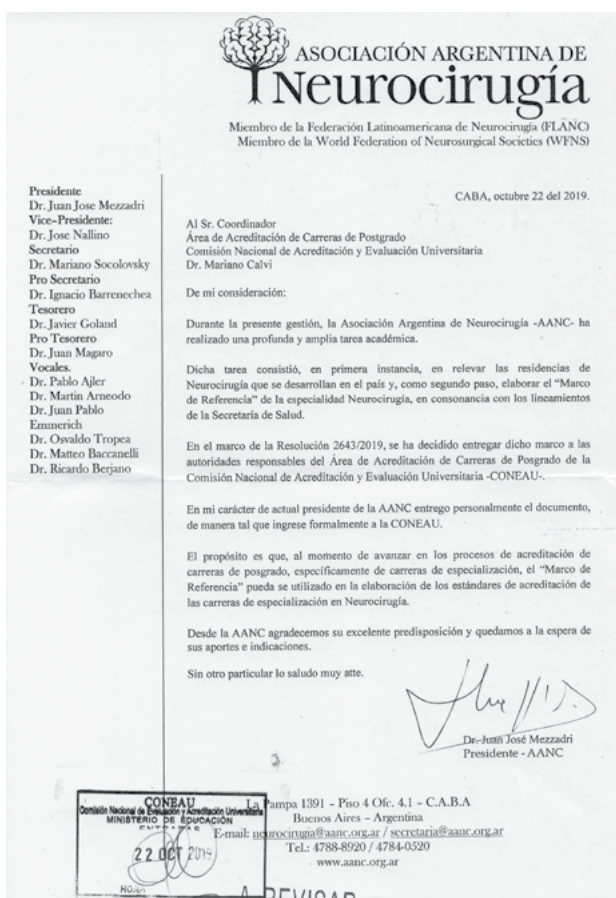 ASOCIACIÓN ARGENTINA DE
Neurocirugía
Miembro de la Federación Latinoamericana de Neurocirugía (FLANC)
Miembro de la World Federation of Neurosurgical Societies (WFNS)
Presidente
Dr. Juan Jose Mezzadri
Vice-Presidente:
Dr. Jose Nallino
Secretario
Dr. Mariano Socolovsky
Pro Secretario
Dr. Ignacio Barrenechea
Tesorero
Dr. Javier Goland
Pro Tesorero
Dr. Juan Magaro
Vocales.
Dr. Pablo Ajler
Dr. Martin Arneodo
Dr. Juan Pablo
Emmerich
Dr. Osvaldo Tropea
Dr. Matteo Baccanelli
Dr. Ricardo Berjano
CABA, octubre 22 del 2019.
Al Sr. Coordinador
Área de Acreditación de Carreras de Postgrado
Comisión Nacional de Acreditación y Evaluación Universitaria
Dr. Mariano Calvi
De mi consideración:
Durante la presente gestión, la Asociación Argentina de Neurocirugía -AANC- ha
realizado una profunda y amplia tarea académica.
Dicha tarea consistió, en primera instancia, en relevar las residencias de
Neurocirugía que se desarrollan en el país y, como segundo paso, elaborar el “Marco
de Referencia” de la especialidad Neurocirugía, en consonancia con los lineamientos
de la Secretaría de Salud.
En el marco de la Resolución 2643/2019, se ha decidido entregar dicho marco a las
autoridades responsables del Área de Acreditación de Carreras de Posgrado de la
Comisión Nacional de Acreditación y Evaluación Universitaria -CONEAU-.
En mi carácter de actual presidente de la AANC entrego personalmente el documento,
de manera tal que ingrese formalmente a la CONEAU.
El propósito es que, al momento de avanzar en los procesos de acreditación de
carreras de posgrado, específicamente de carreras de especialización, el “Marco de
Referencia” pueda se utilizado en la elaboración de los estándares de acreditación de
las carreras de especialización en Neurocirugía.
Desde la AANC agradecemos su excelente predisposición y quedamos a la espera de
sus aportes e indicaciones.
Sin otro particular lo saludo muy atte.
Dr. Juan José Mezzadri
Presidente - AANC
La Pampa 1391 - Piso 4 Ofc. 4.1 - C.A.B.A
Buenos Aires - Argentina
E-mail: neurocirugia@aanc.org.ar / secretaria@aanc.org.ar
Tel.: 4788-8920 / 4784-0520
www.aanc.org.ar
CONEAU
Comisión Nacional de Evaluación y Acreditación Universitaria
MINISTERIO DE EDUCACIÓN
ENTRADAS
22 OCT 2019
HORA
A REVISAR